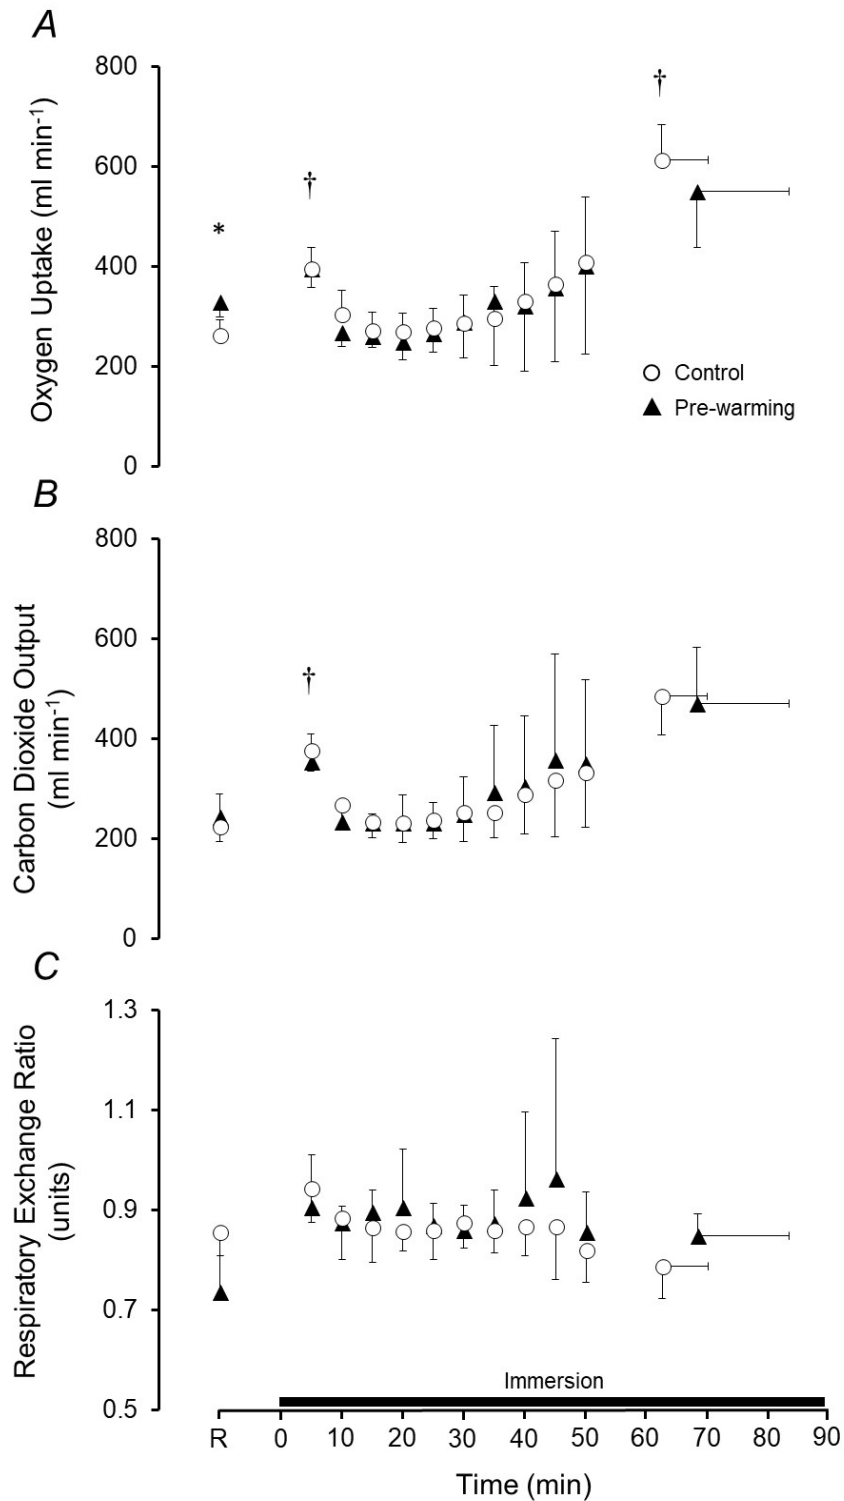 A
800
†
600
†
*
400
Oxygen Uptake (ml min-1)
○ Control
200
▲ Pre-warming
0
B
800
†
600
400
Carbon Dioxide Output
(ml min-1)
200
0
C
1.3
1.1
0.9
Respiratory Exchange Ratio
(units)
0.7
Immersion
0.5
R 0 10 20 30 40 50 60 70 80 90
Time (min)